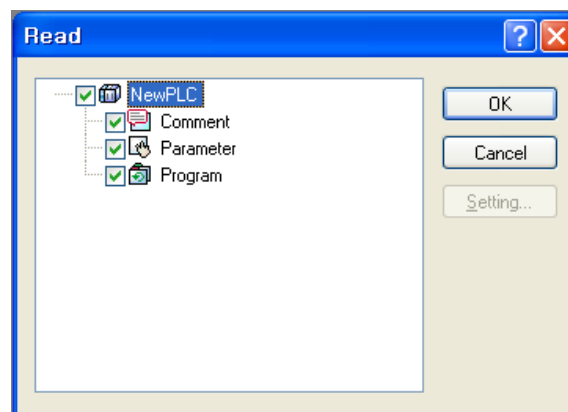 Read
NewPLC
Comment
Parameter
Program
OK
Cancel
Setting...